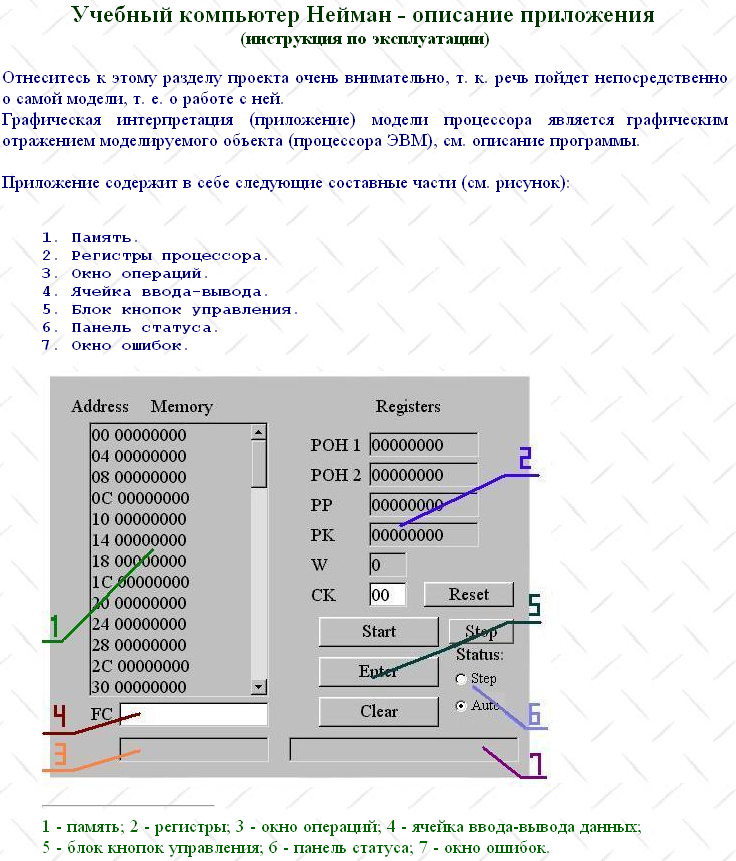 Учебный компьютер Нейман - описание приложения
(инструкция по эксплуатации)
Отнеситесь к этому разделу проекта очень внимательно, т. к. речь пойдет непосредственно
о самой модели, т. е. о работе с ней.
Графическая интерпретация (приложение) модели процессора является графическим
отражением моделируемого объекта (процессора ЭВМ), см. описание программы.
Приложение содержит в себе следующие составные части (см. рисунок):
1. Память.
2. Регистры процессора.
3. Окно операций.
4. Ячейка ввода-вывода.
5. Блок кнопок управления.
6. Панель статуса.
7. Окно ошибок.
Address Memory Registers
00 00000000
04 00000000
08 00000000
0C 00000000
10 00000000
14 00000000
18 00000000
1C 00000000
20 00000000
24 00000000
28 00000000
2C 00000000
30 00000000
РОН 1 00000000
РОН 2 00000000
РР 00000000
РК 00000000
W 0
СК 00 Reset
Start Stop
Enter
Clear
Status:
Step
Auto
FC
1
2
3
4
5
6
7
1 - память; 2 - регистры; 3 - окно операций; 4 - ячейка ввода-вывода данных;
5 - блок кнопок управления; 6 - панель статуса; 7 - окно ошибок.